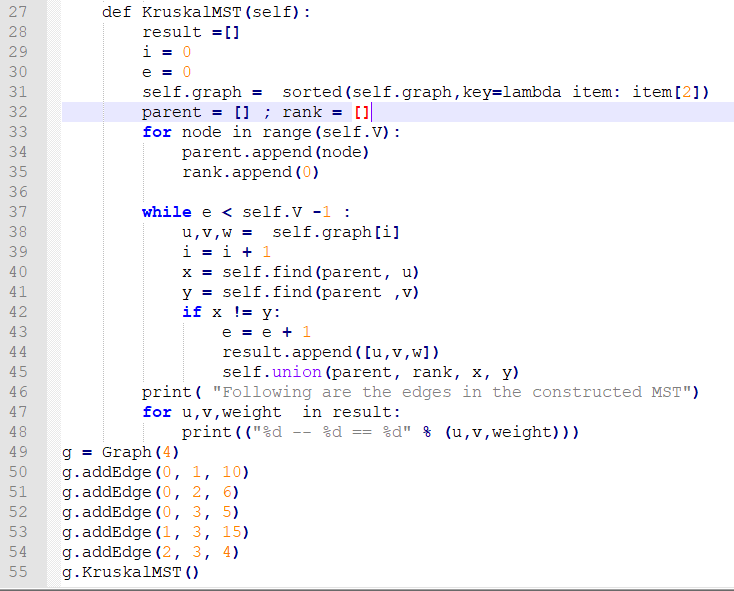 27     def KruskalMST(self):
28         result =[]
29         i = 0
30         e = 0
31         self.graph =  sorted(self.graph,key=lambda item: item[2])
32         parent = [] ; rank = []
33         for node in range(self.V):
34             parent.append(node)
35             rank.append(0)
36
37         while e < self.V -1 :
38             u,v,w =  self.graph[i]
39             i = i + 1
40             x = self.find(parent, u)
41             y = self.find(parent ,v)
42             if x != y:
43                 e = e + 1
44                 result.append([u,v,w])
45                 self.union(parent, rank, x, y)
46         print( "Following are the edges in the constructed MST")
47         for u,v,weight  in result:
48             print(("%d -- %d == %d" % (u,v,weight)))
49 g = Graph(4)
50 g.addEdge(0, 1, 10)
51 g.addEdge(0, 2, 6)
52 g.addEdge(0, 3, 5)
53 g.addEdge(1, 3, 15)
54 g.addEdge(2, 3, 4)
55 g.KruskalMST()